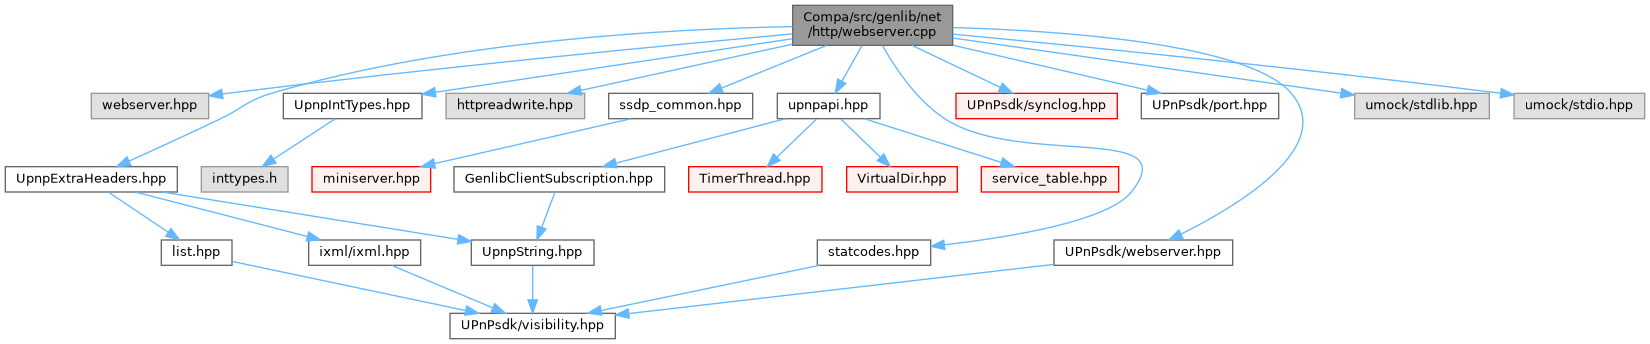 Compa/src/genlib/net
/http/webserver.cpp
webserver.hpp
UpnpIntTypes.hpp
httpreadwrite.hpp
ssdp_common.hpp
upnpapi.hpp
UPnPsdk/synclog.hpp
UPnPsdk/port.hpp
umock/stdlib.hpp
umock/stdio.hpp
UpnpExtraHeaders.hpp
inttypes.h
miniserver.hpp
GenlibClientSubscription.hpp
TimerThread.hpp
VirtualDir.hpp
service_table.hpp
list.hpp
ixml/ixml.hpp
UpnpString.hpp
statcodes.hpp
UPnPsdk/webserver.hpp
UPnPsdk/visibility.hpp